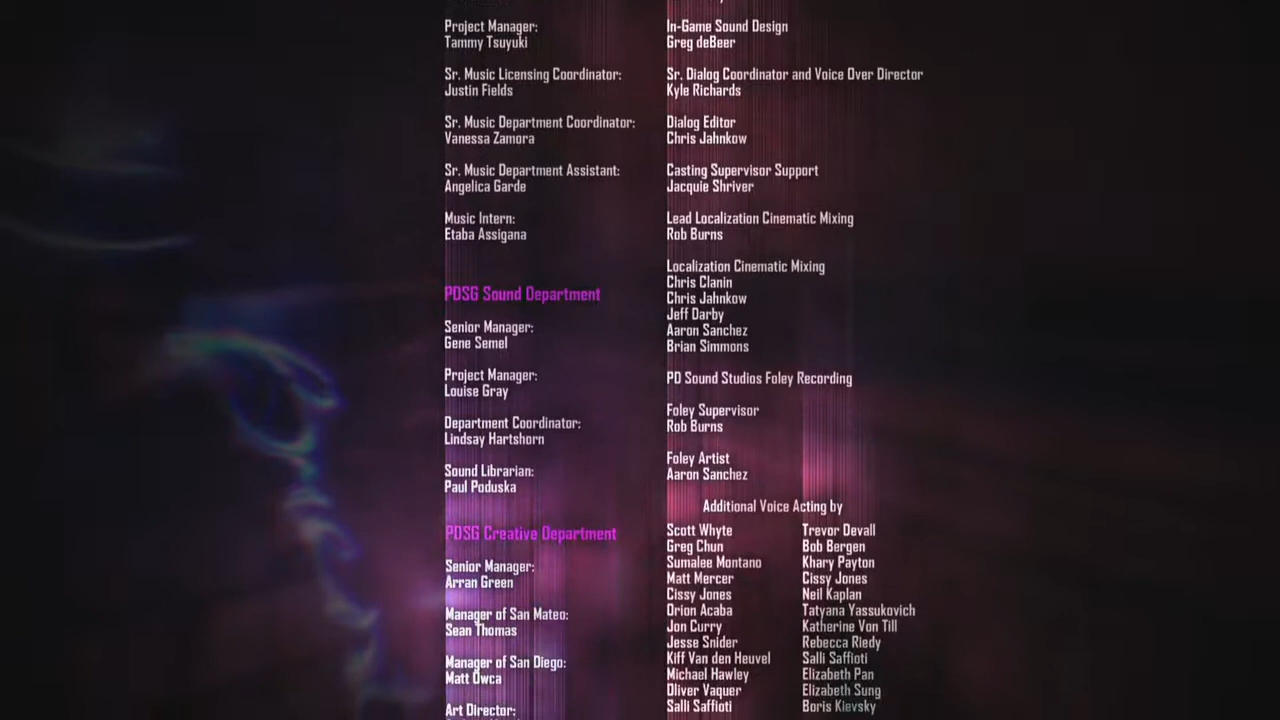 Project Manager:
Tammy Tsuyuki
Sr. Music Licensing Coordinator:
Justin Fields
Sr. Music Department Coordinator:
Vanessa Zamora
Sr. Music Department Assistant:
Angelica Garde
Music Intern:
Etaba Assigana
PDSG Sound Department
Senior Manager:
Gene Semel
Project Manager:
Louise Gray
Department Coordinator:
Lindsay Hartshorn
Sound Librarian:
Paul Poduska
PDSG Creative Department
Senior Manager:
Arran Green
Manager of San Mateo:
Sean Thomas
Manager of San Diego:
Matt Owca
Art Director:
In-Game Sound Design
Greg deBeer
Sr. Dialog Coordinator and Voice Over Director
Kyle Richards
Dialog Editor
Chris Jahnkow
Casting Supervisor Support
Jacquie Shriver
Lead Localization Cinematic Mixing
Rob Burns
Localization Cinematic Mixing
Chris Clanin
Chris Jahnkow
Jeff Darby
Aaron Sanchez
Brian Simmons
PD Sound Studios Foley Recording
Foley Supervisor
Rob Burns
Foley Artist
Aaron Sanchez
Additional Voice Acting by
Scott Whyte
Greg Chun
Sumalee Montano
Matt Mercer
Cissy Jones
Orion Acaba
Jon Curry
Jesse Snider
Kiff Van den Heuvel
Michael Hawley
Oliver Vaquer
Salli Saffioti
Trevor Devall
Bob Bergen
Khary Payton
Cissy Jones
Neil Kaplan
Tatyana Yassukovich
Katherine Von Till
Rebecca Riedy
Salli Saffioti
Elizabeth Pan
Elizabeth Sung
Boris Kievsky